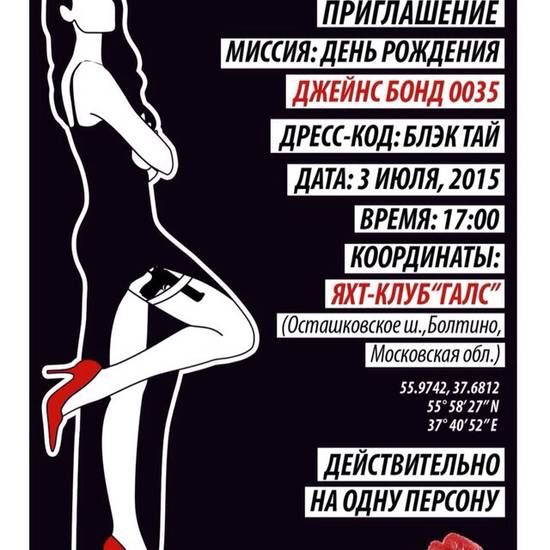 ПРИГЛАШЕНИЕ
МИССИЯ: ДЕНЬ РОЖДЕНИЯ
ДЖЕЙНС БОНД 0035
ДРЕСС-КОД: БЛЭК ТАЙ
ДАТА: 3 ИЮЛЯ, 2015
ВРЕМЯ: 17:00
КООРДИНАТЫ:
ЯХТ-КЛУБ“ГАЛС”
(Осташковское ш.,Болтино,
Московская обл.)
55.9742, 37.6812
55° 58′ 27″ N
37° 40′ 52″ E
ДЕЙСТВИТЕЛЬНО
НА ОДНУ ПЕРСОНУ